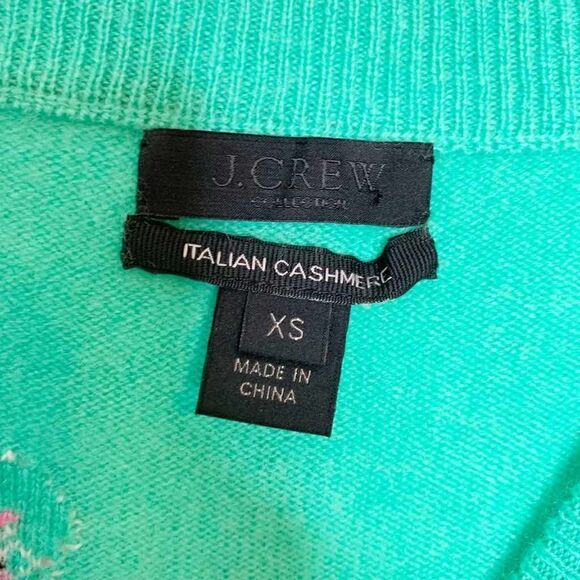 J.CREW
COLLECTION
ITALIAN CASHMERE
XS
MADE IN
CHINA